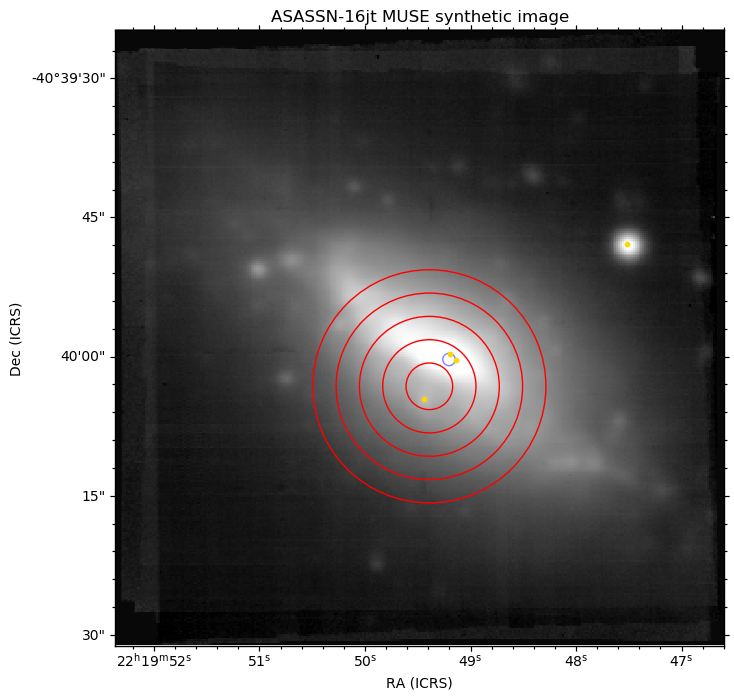 ASASSN-16jt MUSE synthetic image
-40°39'30"
45"
40'00"
15"
30"
Dec (ICRS)
22ʰ19ᵐ52ˢ
51ˢ
50ˢ
49ˢ
48ˢ
47ˢ
RA (ICRS)